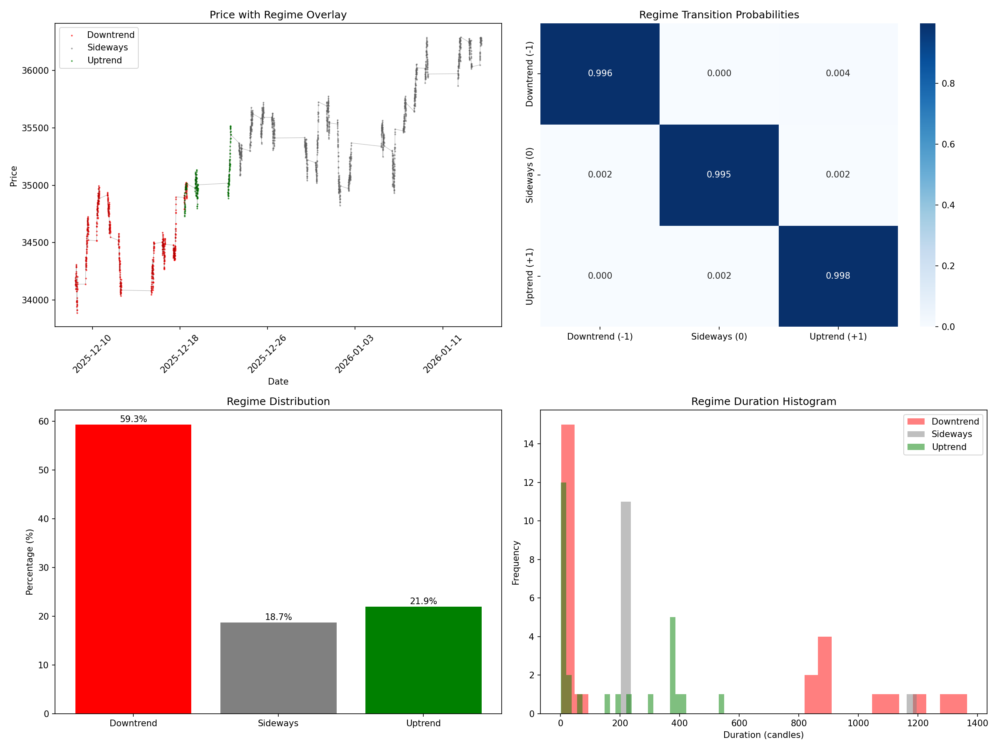 Price with Regime Overlay
Downtrend
Sideways
Uptrend
Price
36000
35500
35000
34500
34000
2025-12-10
2025-12-18
2025-12-26
2026-01-03
2026-01-11
Date
Regime Transition Probabilities
Downtrend (-1)
Sideways (0)
Uptrend (+1)
0.996 0.000 0.004
0.002 0.995 0.002
0.000 0.002 0.998
Downtrend (-1) Sideways (0) Uptrend (+1)
0.8
0.6
0.4
0.2
0.0
Regime Distribution
Percentage (%)
60
50
40
30
20
10
0
59.3%
18.7%
21.9%
Downtrend Sideways Uptrend
Regime Duration Histogram
Downtrend
Sideways
Uptrend
Frequency
14
12
10
8
6
4
2
0
0 200 400 600 800 1000 1200 1400
Duration (candles)